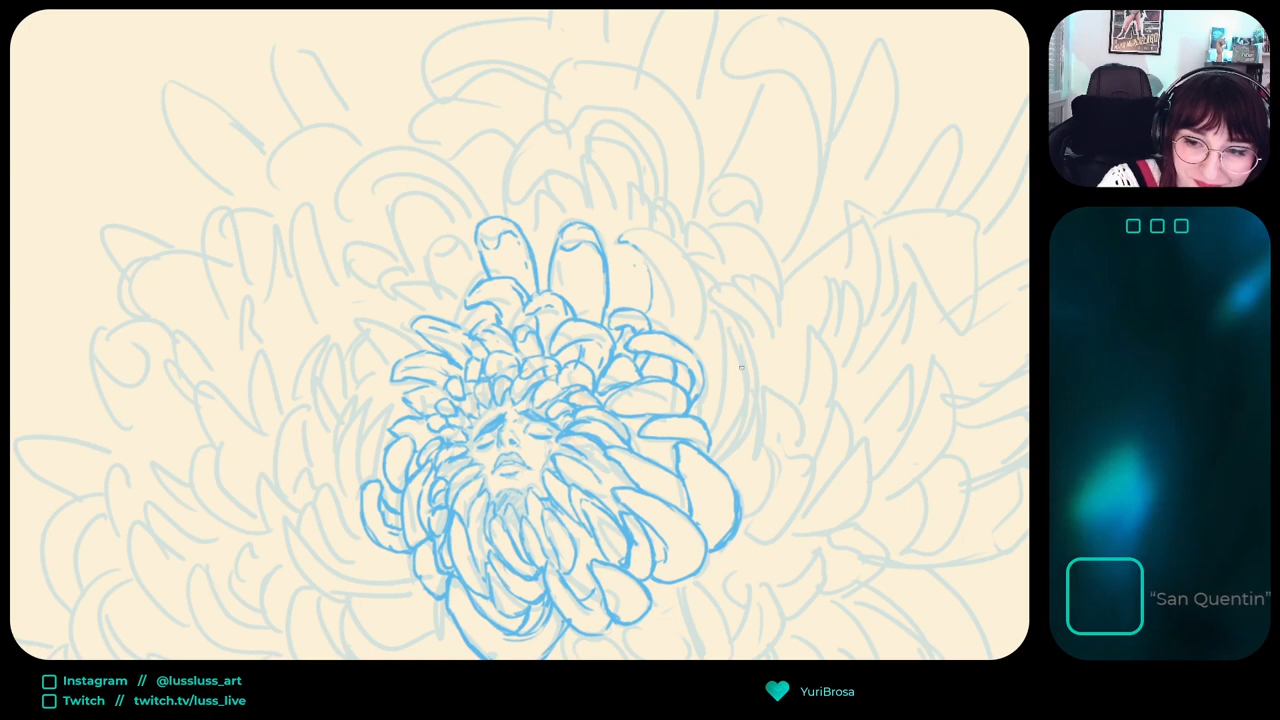 “San Quentin”
Instagram // @lussluss_art
Twitch // twitch.tv/luss_live
YuriBrosa